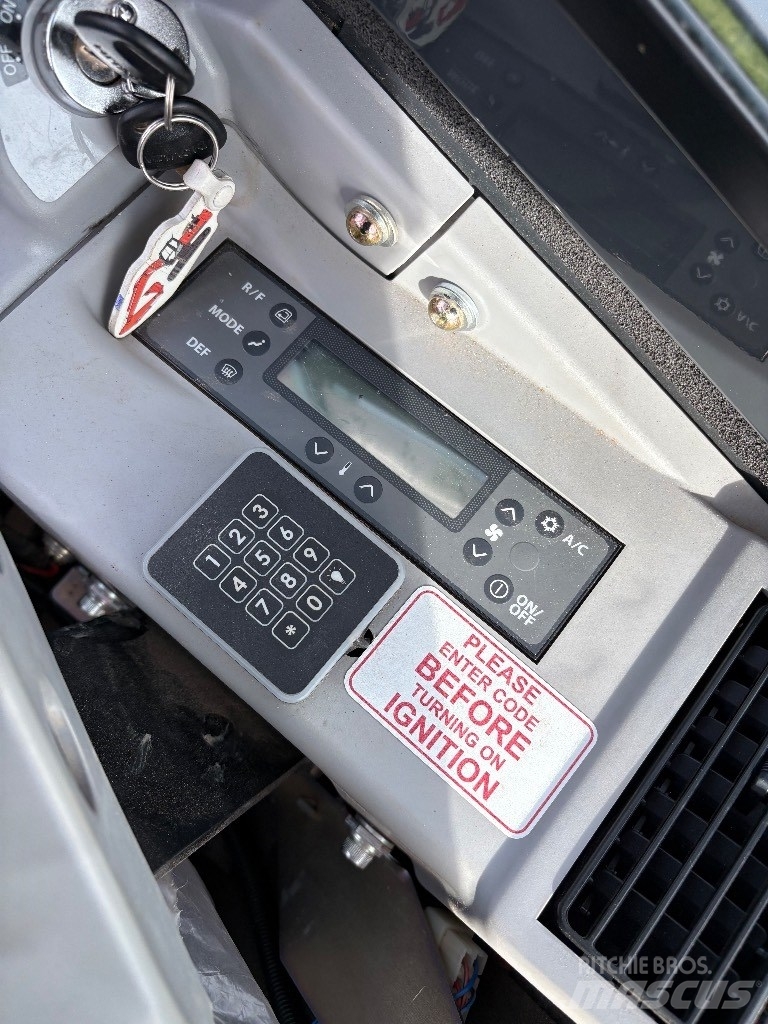 OFF ON
R/F
MODE
DEF
A/C
ON/
OFF
1 2 3
4 5 6
7 8 9
* 0
PLEASE
ENTER CODE
BEFORE
TURNING ON
IGNITION
A/C
RITCHIE BROS.
MASCUS